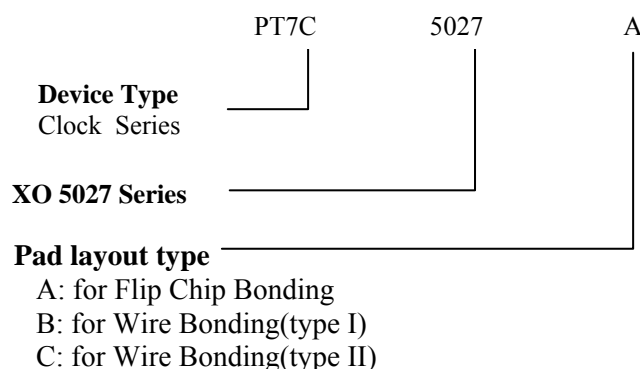 PT7C 5027 A
Device Type
Clock Series
XO 5027 Series
Pad layout type
A: for Flip Chip Bonding
B: for Wire Bonding(type I)
C: for Wire Bonding(type II)